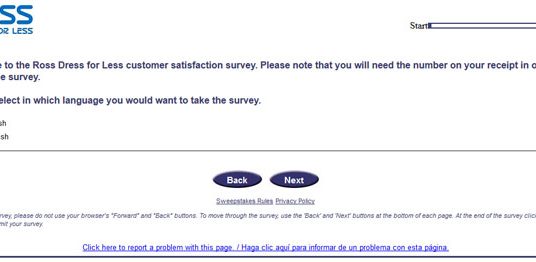 SS
OR LESS
Start
e to the Ross Dress for Less customer satisfaction survey. Please note that you will need the number on your receipt in o
e survey.
elect in which language you would want to take the survey.
sh
sh
Back Next
Sweepstakes Rules Privacy Policy
rvey, please do not use your browser's "Forward" and "Back" buttons. To move through the survey, use the 'Back' and 'Next' buttons at the bottom of each page. At the end of the survey clic
mit your survey.
Click here to report a problem with this page. / Haga clic aquí para informar de un problema con esta página.